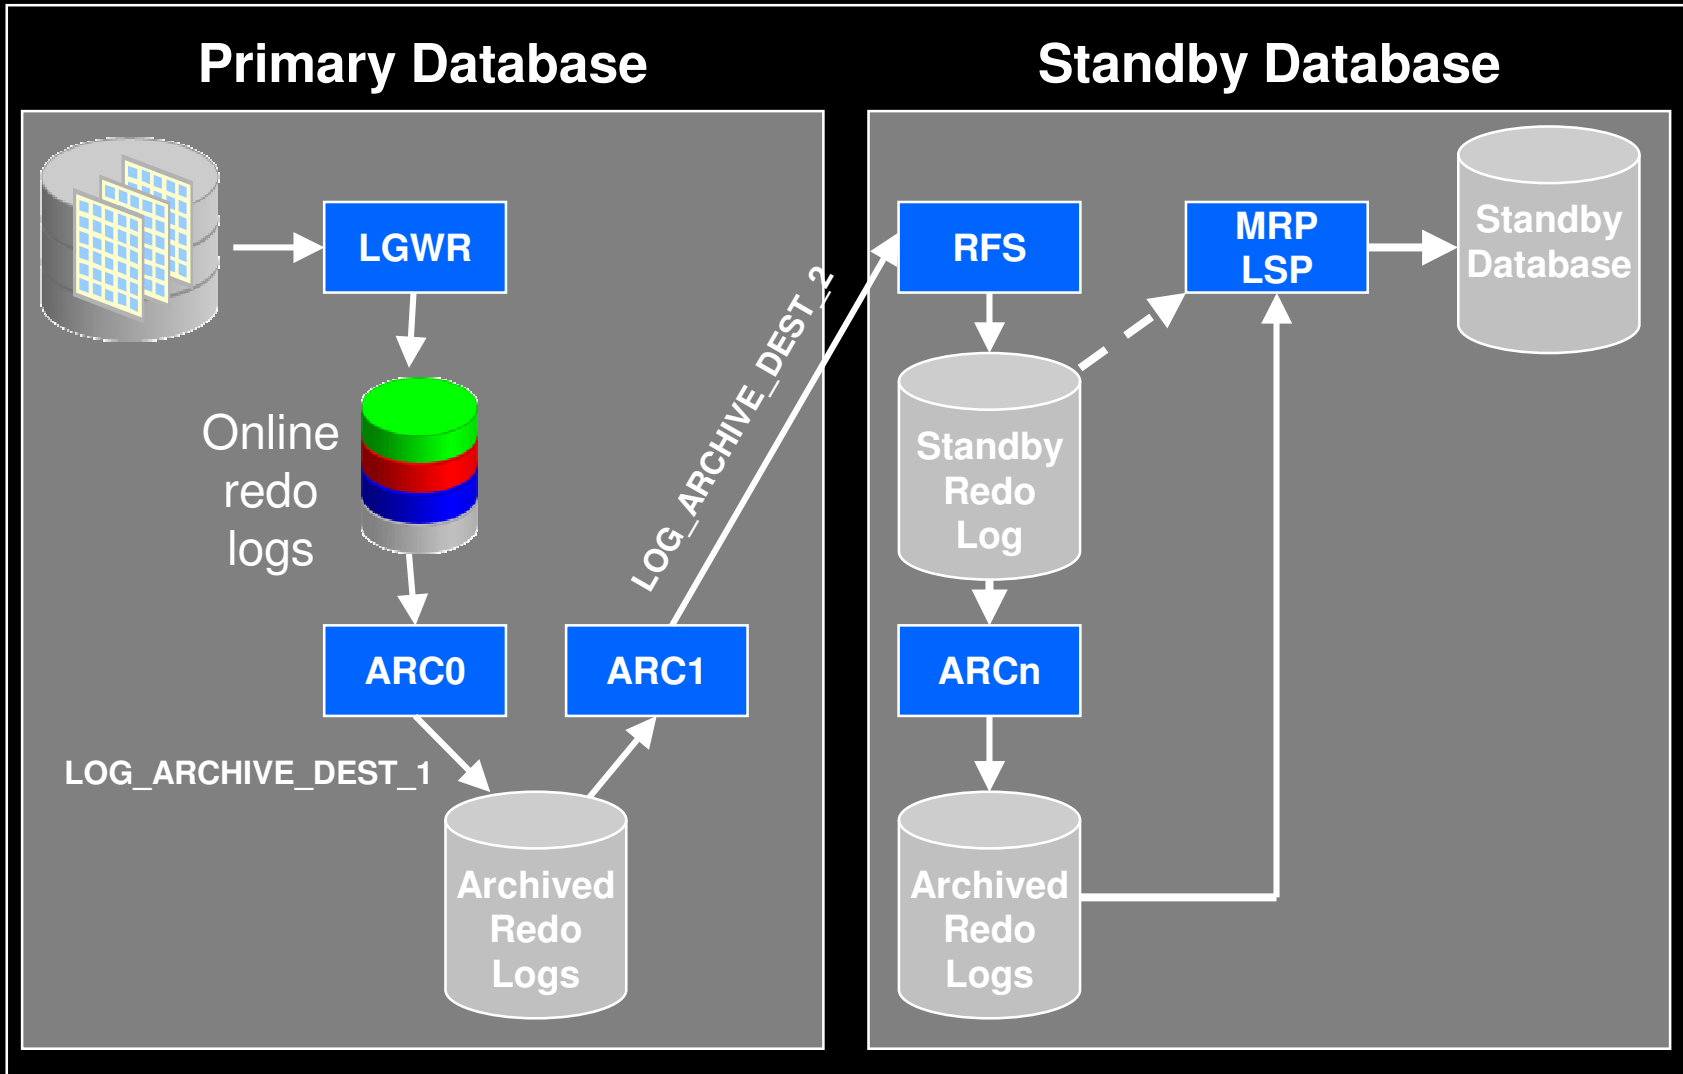 Primary Database
Standby Database
LGWR
Online
redo
logs
ARC0
ARC1
LOG_ARCHIVE_DEST_1
LOG_ARCHIVE_DEST_2
Archived
Redo
Logs
RFS
MRP
LSP
Standby
Database
Standby
Redo
Log
ARCn
Archived
Redo
Logs